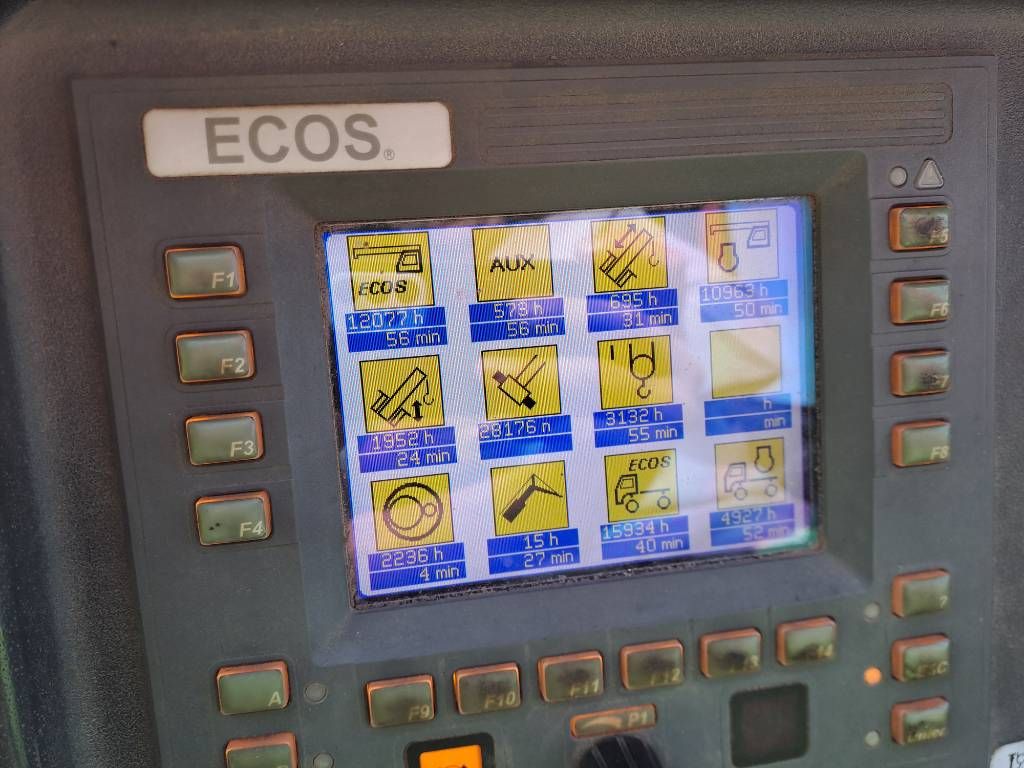 ECOS®
F1
F2
F3
F4
ECOS
12077 h
56 min
AUX
579 h
56 min
695 h
31 min
10963 h
50 min
1952 h
24 min
28176 h
3132 h
55 min
h
min
2236 h
4 min
15 h
27 min
ECOS
15934 h
40 min
4927 h
52 min
F6
F8
A
F9
F10
F11
F12
P1